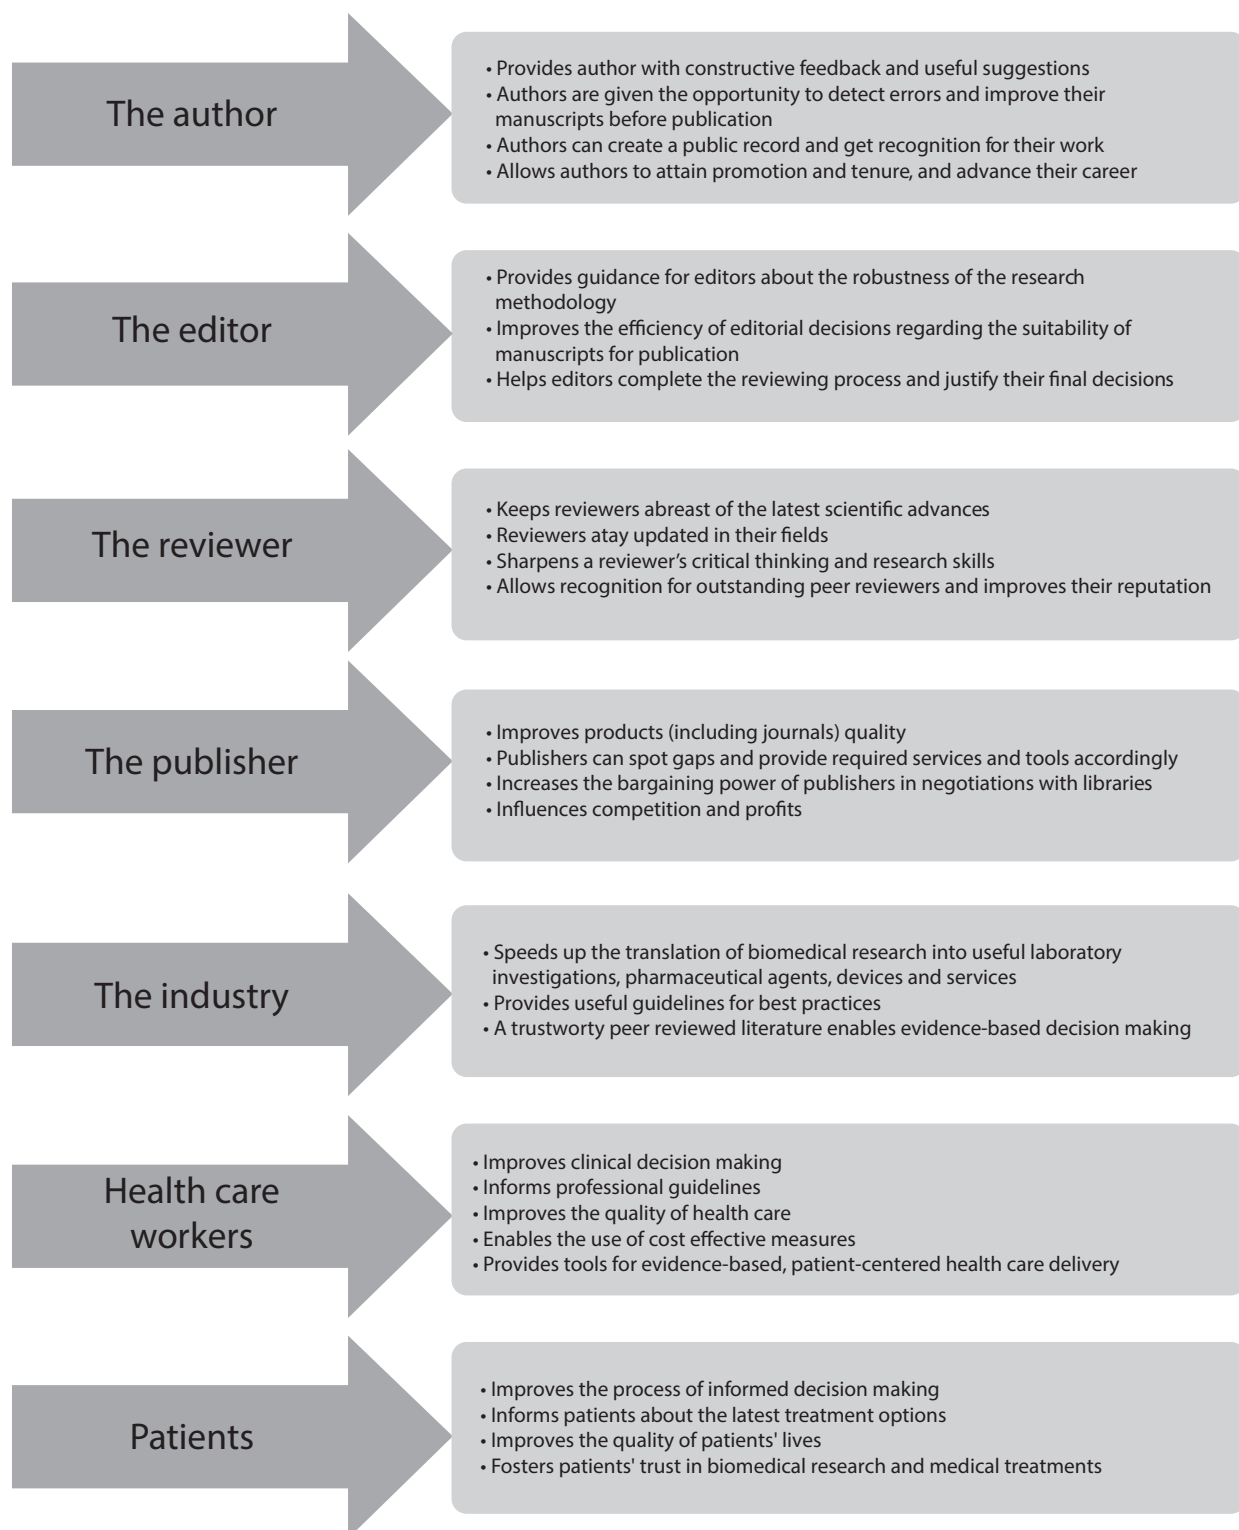 The author
• Provides author with constructive feedback and useful suggestions
• Authors are given the opportunity to detect errors and improve their
manuscripts before publication
• Authors can create a public record and get recognition for their work
• Allows authors to attain promotion and tenure, and advance their career
The editor
• Provides guidance for editors about the robustness of the research
methodology
• Improves the efficiency of editorial decisions regarding the suitability of
manuscripts for publication
• Helps editors complete the reviewing process and justify their final decisions
The reviewer
• Keeps reviewers abreast of the latest scientific advances
• Reviewers atay updated in their fields
• Sharpens a reviewer’s critical thinking and research skills
• Allows recognition for outstanding peer reviewers and improves their reputation
The publisher
• Improves products (including journals) quality
• Publishers can spot gaps and provide required services and tools accordingly
• Increases the bargaining power of publishers in negotiations with libraries
• Influences competition and profits
The industry
• Speeds up the translation of biomedical research into useful laboratory
investigations, pharmaceutical agents, devices and services
• Provides useful guidelines for best practices
• A trustworty peer reviewed literature enables evidence-based decision making
Health care
workers
• Improves clinical decision making
• Informs professional guidelines
• Improves the quality of health care
• Enables the use of cost effective measures
• Provides tools for evidence-based, patient-centered health care delivery
Patients
• Improves the process of informed decision making
• Informs patients about the latest treatment options
• Improves the quality of patients' lives
• Fosters patients' trust in biomedical research and medical treatments